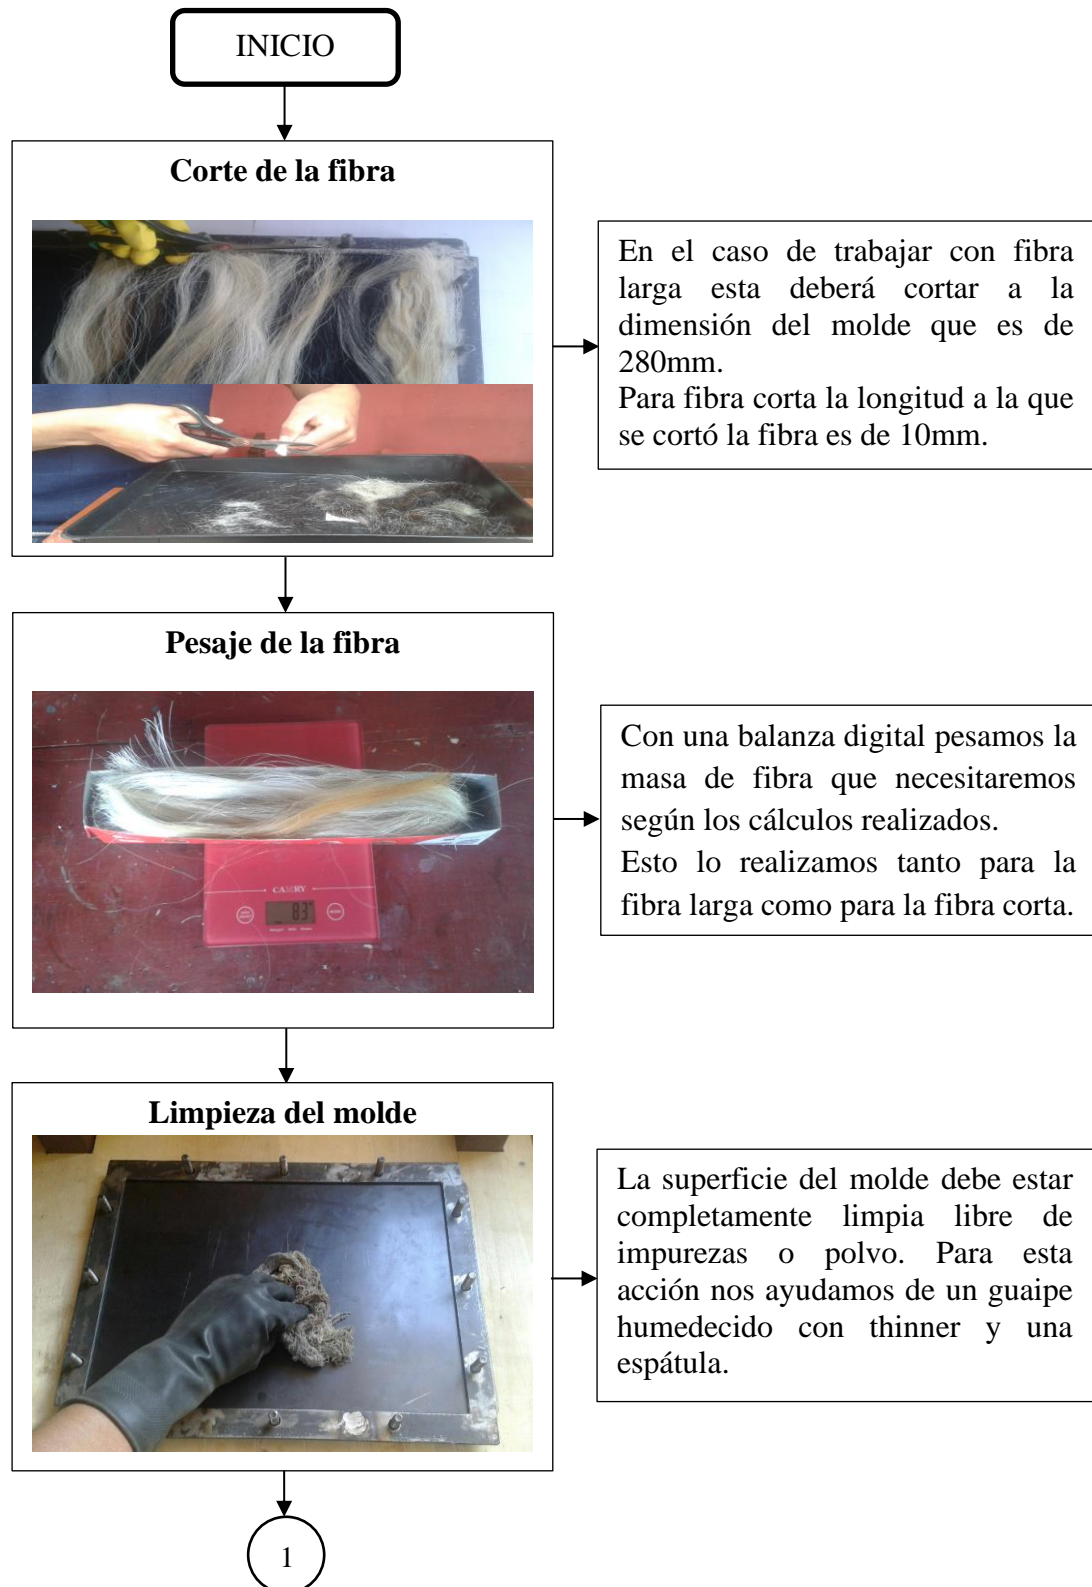 INICIO
Corte de la fibra
En el caso de trabajar con fibra
larga esta deberá cortar a la
dimensión del molde que es de
280mm.
Para fibra corta la longitud a la que
se cortó la fibra es de 10mm.
Pesaje de la fibra
CAMRY
83
Con una balanza digital pesamos la
masa de fibra que necesitaremos
según los cálculos realizados.
Esto lo realizamos tanto para la
fibra larga como para la fibra corta.
Limpieza del molde
La superficie del molde debe estar
completamente limpia libre de
impurezas o polvo. Para esta
acción nos ayudamos de un guaipe
humedecido con thinner y una
espátula.
1